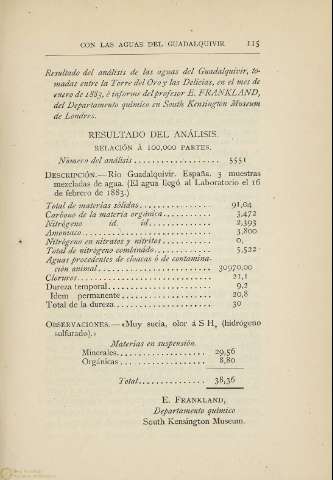 CON LAS AGUAS DEL GUADALQUIVIR. 115
Resultado del análisis de las aguas del Guadalquivir, to-
madas entre la Torre del Oro y las Delicias, en el mes de
enero de 1883, é informe del profesor E. FRANKLAND,
del Departamento químico en South Kensington Museum
de Londres.
RESULTADO DEL ANÁLISIS.
RELACIÓN Á 100,000 PARTES.
Número del análisis.................... 5551
DESCRIPCIÓN.—Río Guadalquivir. España, 3 muestras
mezcladas de agua. (El agua llegó al Laboratorio el 16
de febrero de 1883.)
Total de materias sólidas.................. 91,04
Carbono de la materia orgánica............ 3,472
Nitrógeno id. id. .............. 2,393
Amoniaco.......................... 3,800
Nitrógeno en nitratos y nitritos............. 0,
Total de nitrógeno combinado............... 5,522
Aguas procedentes de cloacas ó de contamina-
ción animal......................... 30970,00
Cloruros............................ 21,1
Dureza temporal....................... 9,2
Idem permanente..................... 20,8
Total de la dureza..................... 30
OBSERVACIONES.—«Muy sucia, olor á S H, (hidrógeno
sulfurado).»
Materias en suspensión.
Minerales.................... 29,56
Orgánicas.................... 8,80
Total............... 38,36
E. FRANKLAND,
Departamento químico
South Kensington Museum.